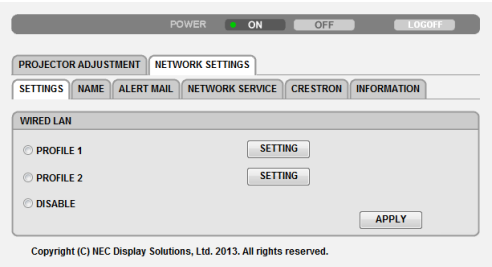 POWER ON OFF LOGOFF
PROJECTOR ADJUSTMENT NETWORK SETTINGS
SETTINGS NAME ALERT MAIL NETWORK SERVICE CRESTRON INFORMATION
WIRED LAN
PROFILE 1 SETTING
PROFILE 2 SETTING
DISABLE
APPLY
Copyright (C) NEC Display Solutions, Ltd. 2013. All rights reserved.